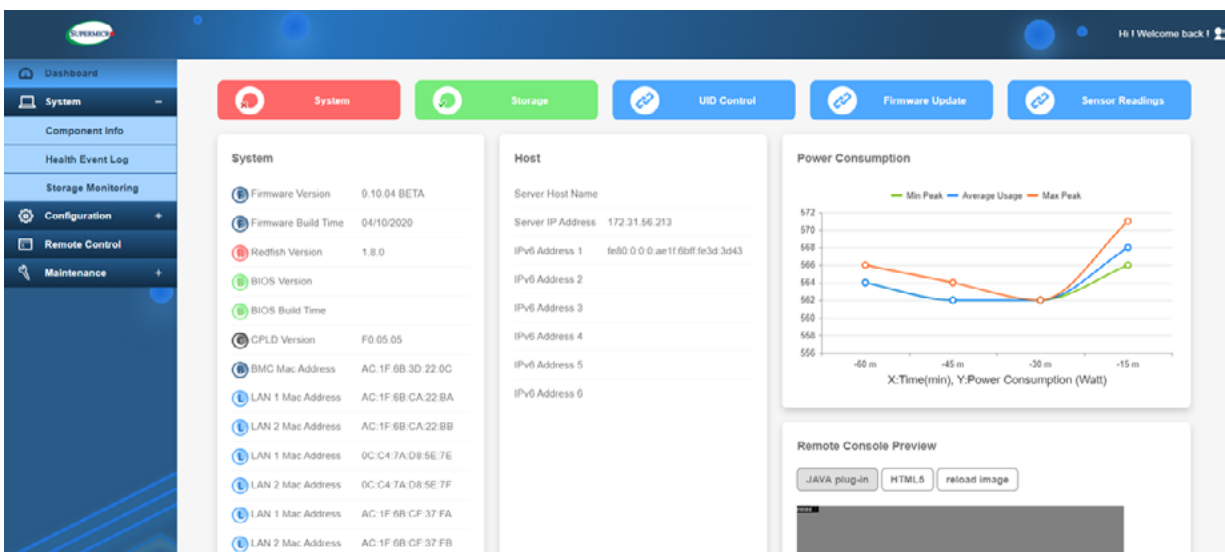 SUPERMICR
Hi ! Welcome back !
Dashboard
System –
Component Info
Health Event Log
Storage Monitoring
Configuration +
Remote Control
Maintenance +
System
Storage
UID Control
Firmware Update
Sensor Readings
System
Firmware Version 9.10.04 BETA
Firmware Build Time 04/10/2020
Redfish Version 1.8.0
BIOS Version
BIOS Build Time
CPLD Version F0.05.05
BMC Mac Address AC:1F:6B:3D:22:0C
LAN 1 Mac Address AC:1F:6B:CA:22:BA
LAN 2 Mac Address AC:1F:6B:CA:22:BB
LAN 1 Mac Address 0C:C4:7A:D8:5E:7E
LAN 2 Mac Address 0C:C4:7A:D8:5E:7F
LAN 1 Mac Address AC:1F:6B:CF:37:FA
LAN 2 Mac Address AC:1F:6B:CF:37:FB
Host
Server Host Name
Server IP Address 172.31.56.213
IPv6 Address 1 fe80:0:0:0:ae1f:6bff:fe3d:3d43
IPv6 Address 2
IPv6 Address 3
IPv6 Address 4
IPv6 Address 5
IPv6 Address 6
Power Consumption
Min Peak Average Usage Max Peak
572
570
568
566
564
562
560
558
556
-60 m -45 m -30 m -15 m
X:Time(min), Y:Power Consumption (Watt)
Remote Console Preview
JAVA plug-in HTML5 reload image